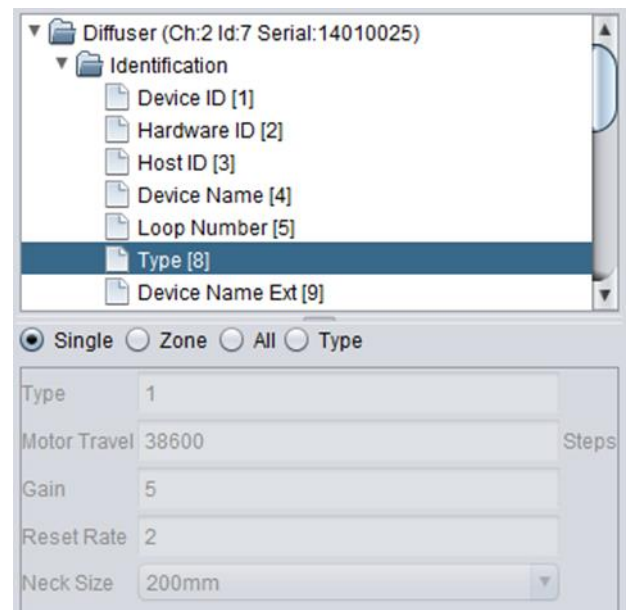 Diffuser (Ch:2 Id:7 Serial:14010025)
Identification
Device ID [1]
Hardware ID [2]
Host ID [3]
Device Name [4]
Loop Number [5]
Type [8]
Device Name Ext [9]
Single Zone All Type
Type 1
Motor Travel 38600 Steps
Gain 5
Reset Rate 2
Neck Size 200mm